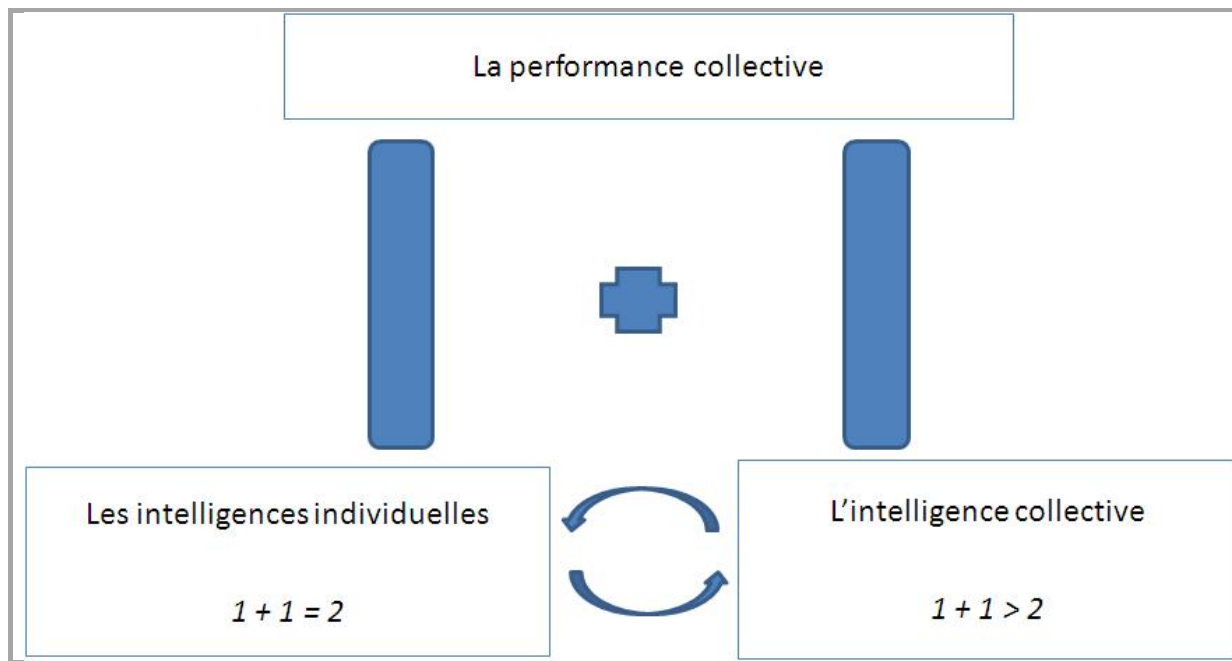 La performance collective
Les intelligences individuelles
1 + 1 = 2
L’intelligence collective
1 + 1 > 2